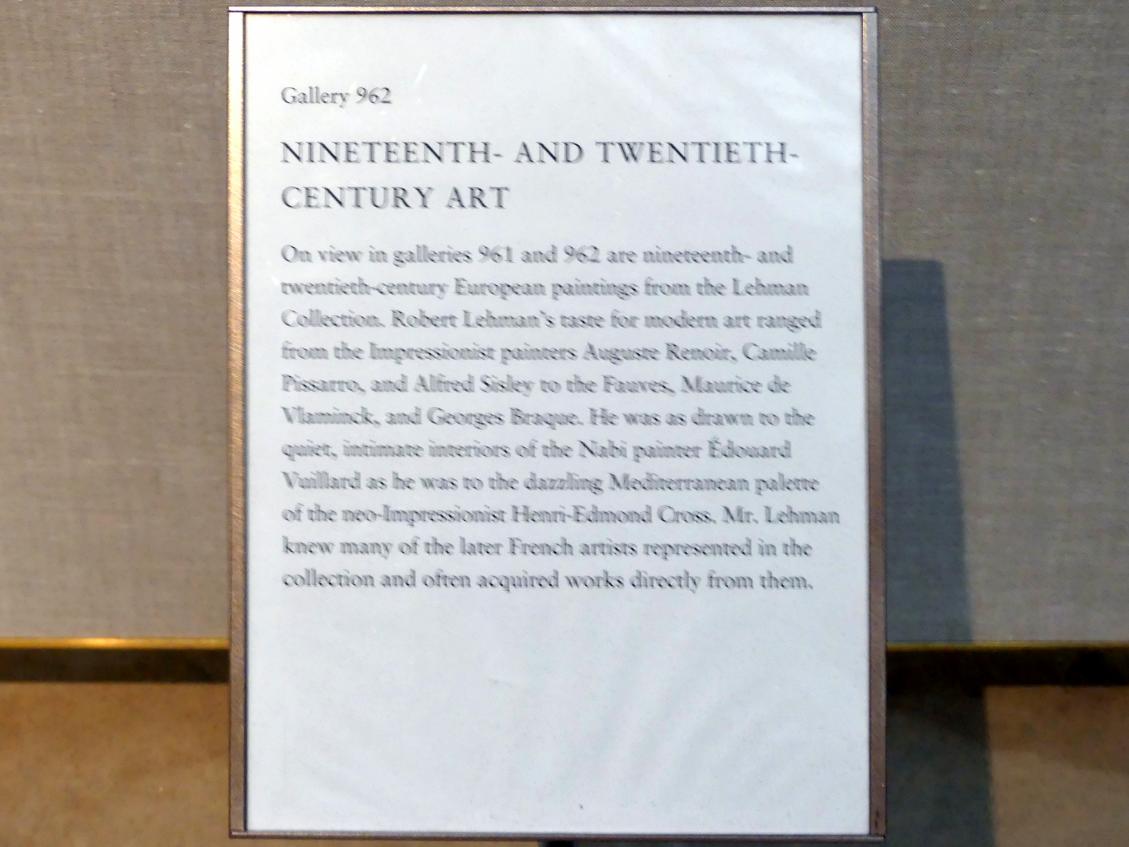 Gallery 962
NINETEENTH- AND TWENTIETH-
CENTURY ART
On view in galleries 961 and 962 are nineteenth- and
twentieth-century European paintings from the Lehman
Collection. Robert Lehman's taste for modern art ranged
from the Impressionist painters Auguste Renoir, Camille
Pissarro, and Alfred Sisley to the Fauves, Maurice de
Vlaminck, and Georges Braque. He was as drawn to the
quiet, intimate interiors of the Nabi painter Édouard
Vuillard as he was to the dazzling Mediterranean palette
of the neo-Impressionist Henri-Edmond Cross. Mr. Lehman
knew many of the later French artists represented in the
collection and often acquired works directly from them.